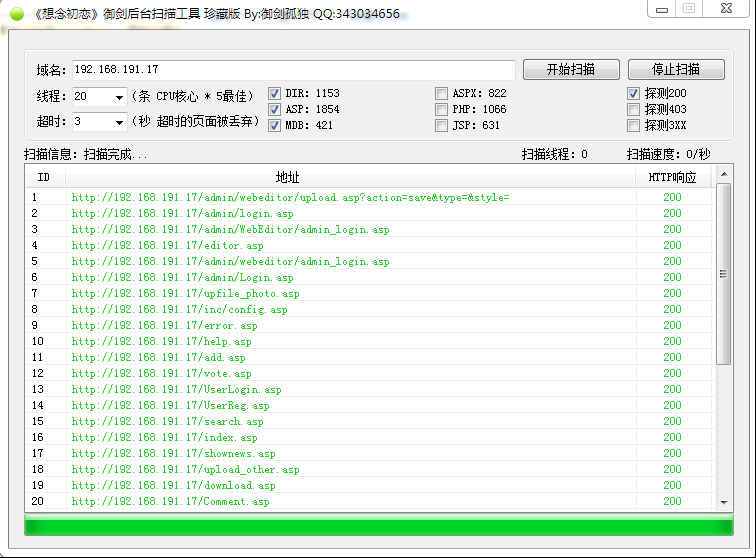 《想念初恋》御剑后台扫描工具 珍藏版 By:御剑孤独 QQ:343034656
域名: 192.168.191.17 开始扫描 停止扫描
线程: 20 (条 CPU核心 * 5最佳) DIR: 1153 ASPX: 822 探测200
ASP: 1854 PHP: 1066 探测403
超时: 3 (秒 超时的页面被丢弃) MDB: 421 JSP: 631 探测3XX
扫描信息: 扫描完成... 扫描线程: 0 扫描速度: 0/秒
ID 地址 HTTP响应
1 http://192.168.191.17/admin/webeditor/upload.asp?action=save&type=&style= 200
2 http://192.168.191.17/admin/login.asp 200
3 http://192.168.191.17/admin/WebEditor/admin_login.asp 200
4 http://192.168.191.17/editor.asp 200
5 http://192.168.191.17/admin/webeditor/admin_login.asp 200
6 http://192.168.191.17/admin/Login.asp 200
7 http://192.168.191.17/upfile_photo.asp 200
8 http://192.168.191.17/inc/config.asp 200
9 http://192.168.191.17/error.asp 200
10 http://192.168.191.17/help.asp 200
11 http://192.168.191.17/add.asp 200
12 http://192.168.191.17/vote.asp 200
13 http://192.168.191.17/UserLogin.asp 200
14 http://192.168.191.17/UserReg.asp 200
15 http://192.168.191.17/search.asp 200
16 http://192.168.191.17/index.asp 200
17 http://192.168.191.17/shownews.asp 200
18 http://192.168.191.17/upload_other.asp 200
19 http://192.168.191.17/download.asp 200
20 http://192.168.191.17/Comment.asp 200